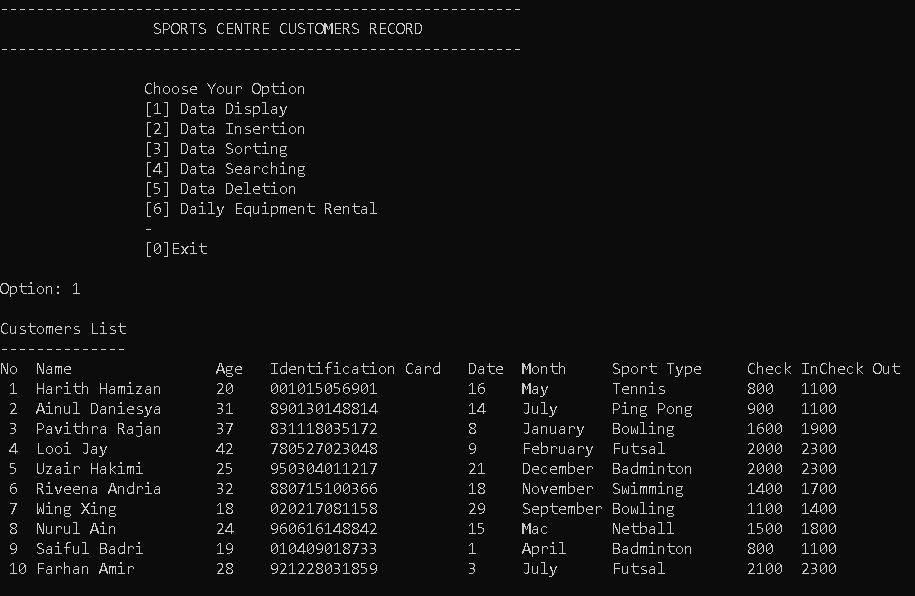 ---------------------------------------------------------
SPORTS CENTRE CUSTOMERS RECORD
---------------------------------------------------------
Choose Your Option
[1] Data Display
[2] Data Insertion
[3] Data Sorting
[4] Data Searching
[5] Data Deletion
[6] Daily Equipment Rental
-
[0]Exit
Option: 1
Customers List
--------------
No  Name                Age   Identification Card   Date  Month     Sport Type     Check InCheck Out
1  Harith Hamizan      20    001015056901          16    May       Tennis         800   1100
2  Ainul Daniesya      31    890130148814          14    July      Ping Pong      900   1100
3  Pavithra Rajan      37    831118035172          8     January   Bowling        1600  1900
4  Looi Jay            42    780527023048          9     February  Futsal         2000  2300
5  Uzair Hakimi        25    950304011217          21    December  Badminton      2000  2300
6  Riveena Andria      32    880715100366          18    November  Swimming       1400  1700
7  Wing Xing           18    020217081158          29    September Bowling        1100  1400
8  Nurul Ain           24    960616148842          15    Mac       Netball        1500  1800
9  Saiful Badri        19    010409018733          1     April     Badminton      800   1100
10 Farhan Amir         28    921228031859          3     July      Futsal         2100  2300